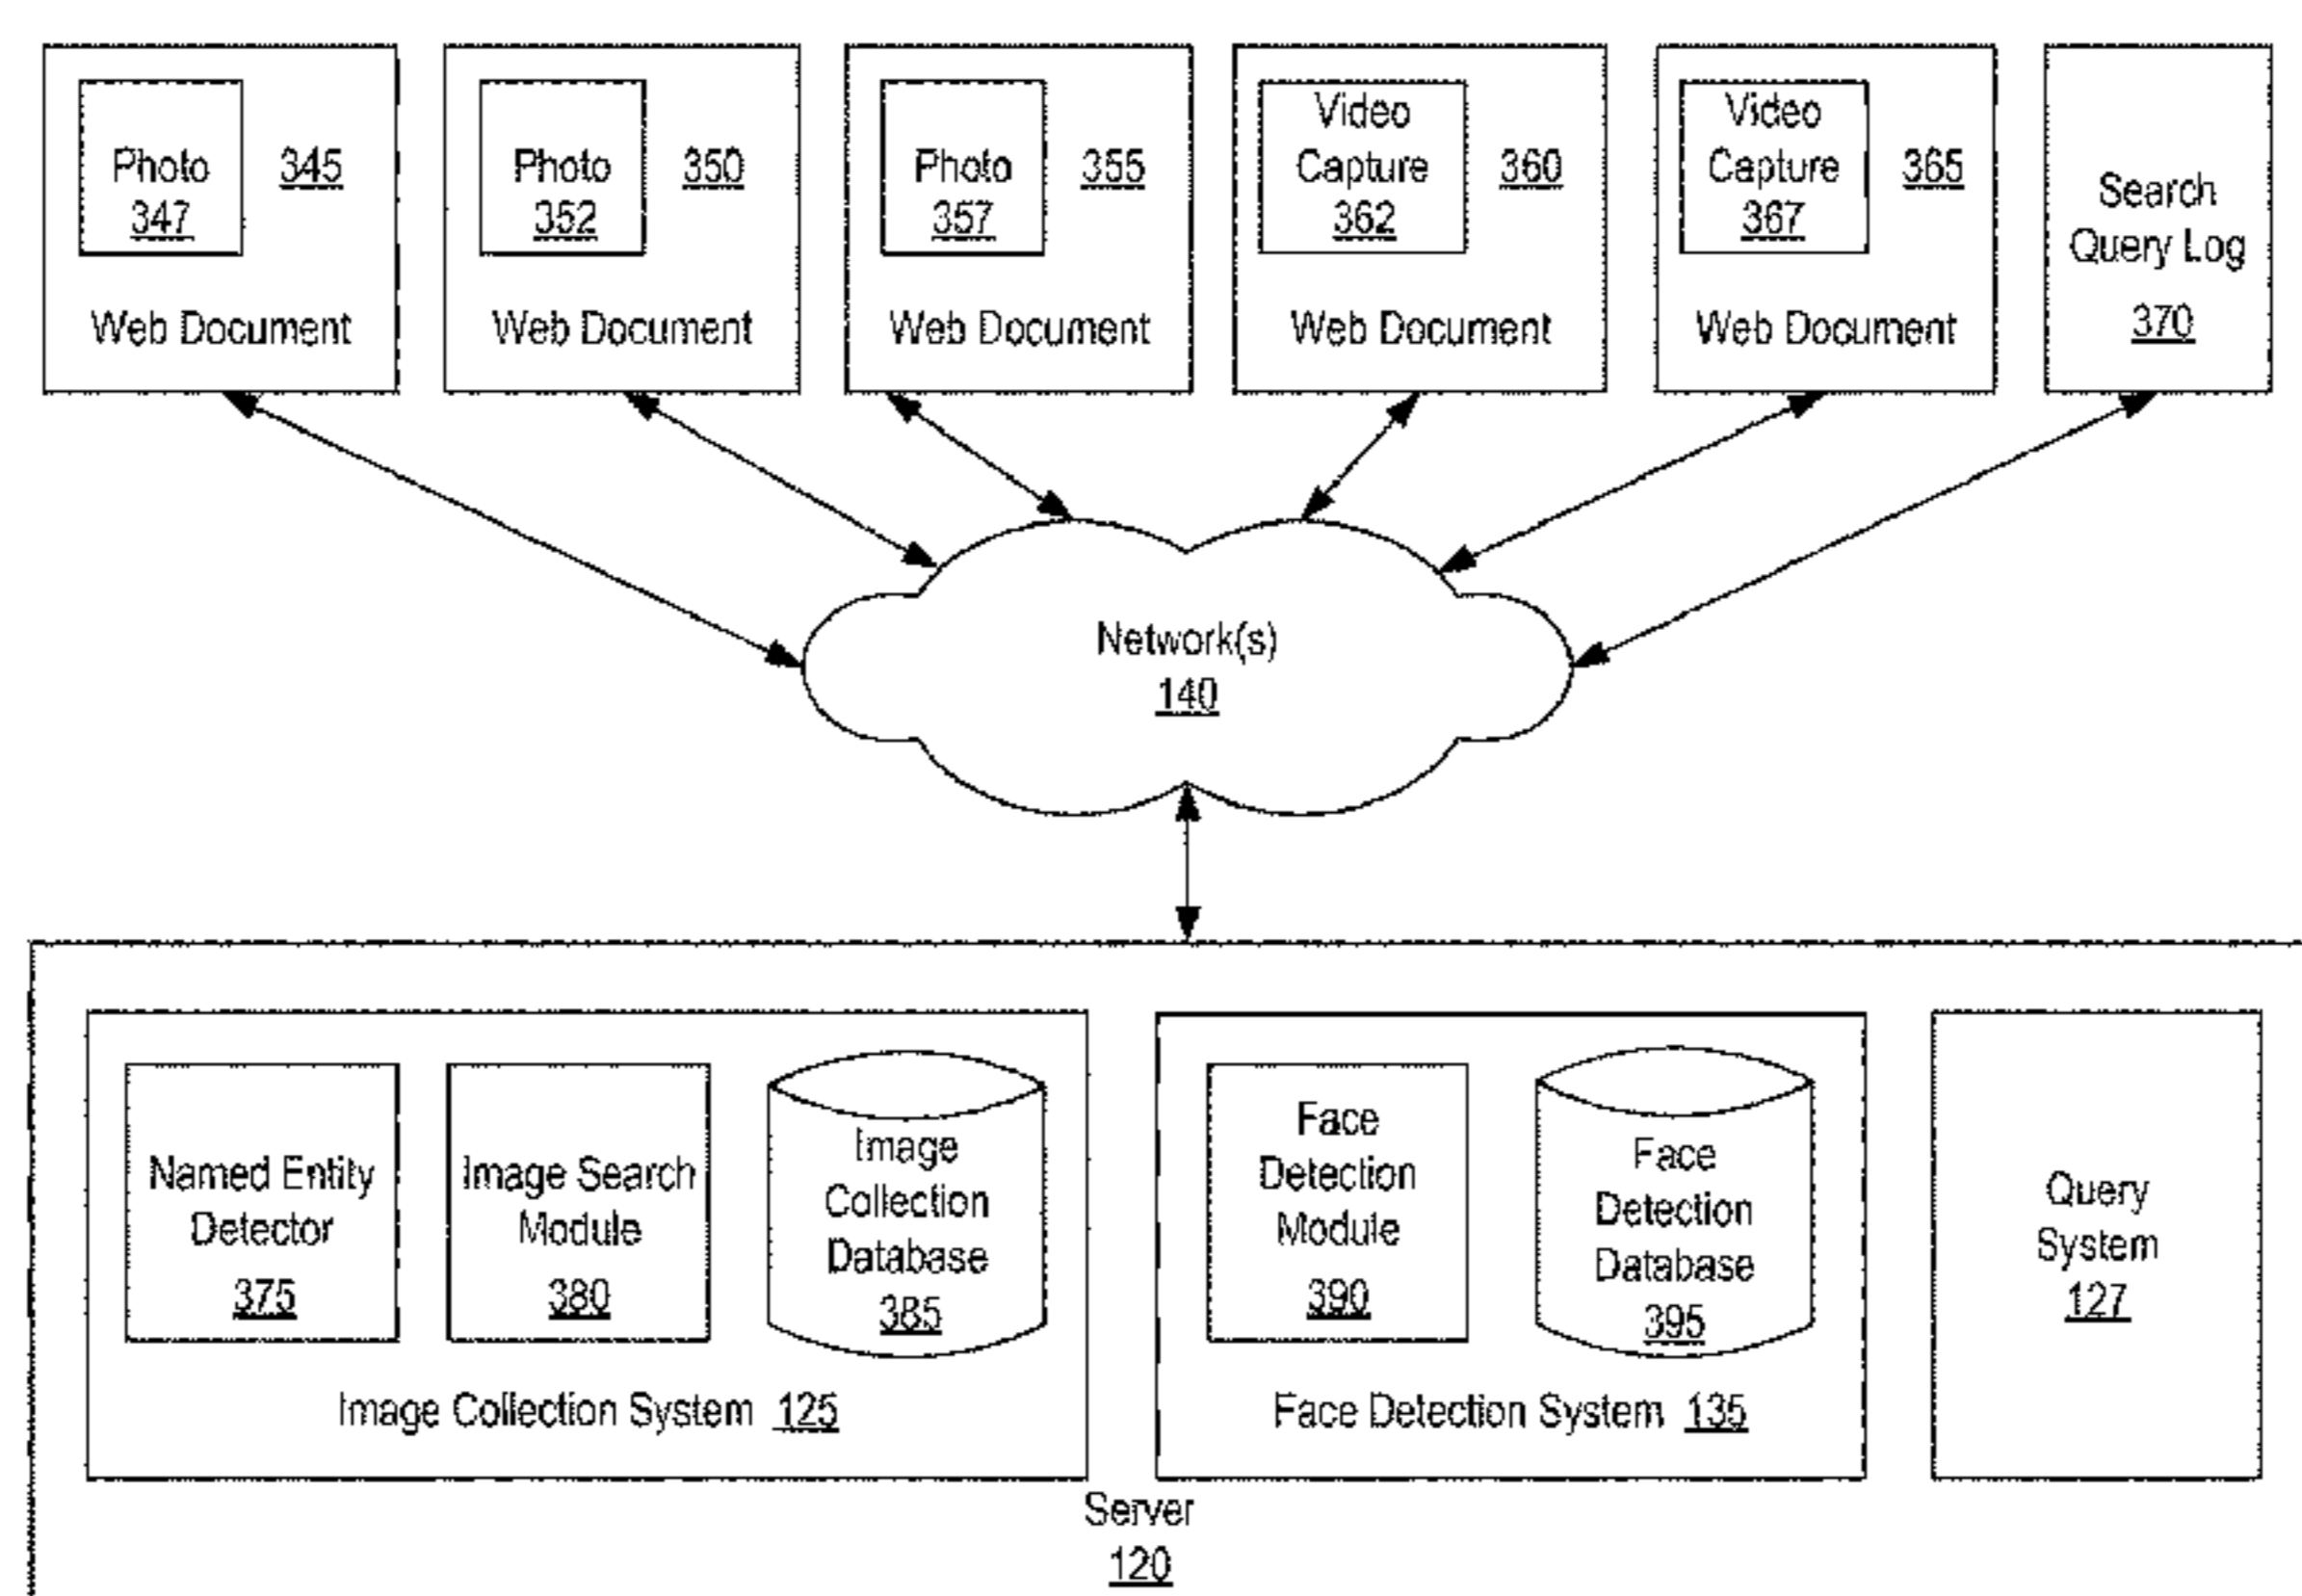 Photo
347
345
Web Document
Photo
352
350
Web Document
Photo
357
355
Web Document
Video
Capture
362
360
Web Document
Video
Capture
367
365
Web Document
Search
Query Log
370
Network(s)
140
Named Entity
Detector
375
Image Search
Module
380
Image
Collection
Database
385
Image Collection System 125
Face
Detection
Module
390
Face
Detection
Database
395
Face Detection System 135
Query
System
127
Server
120